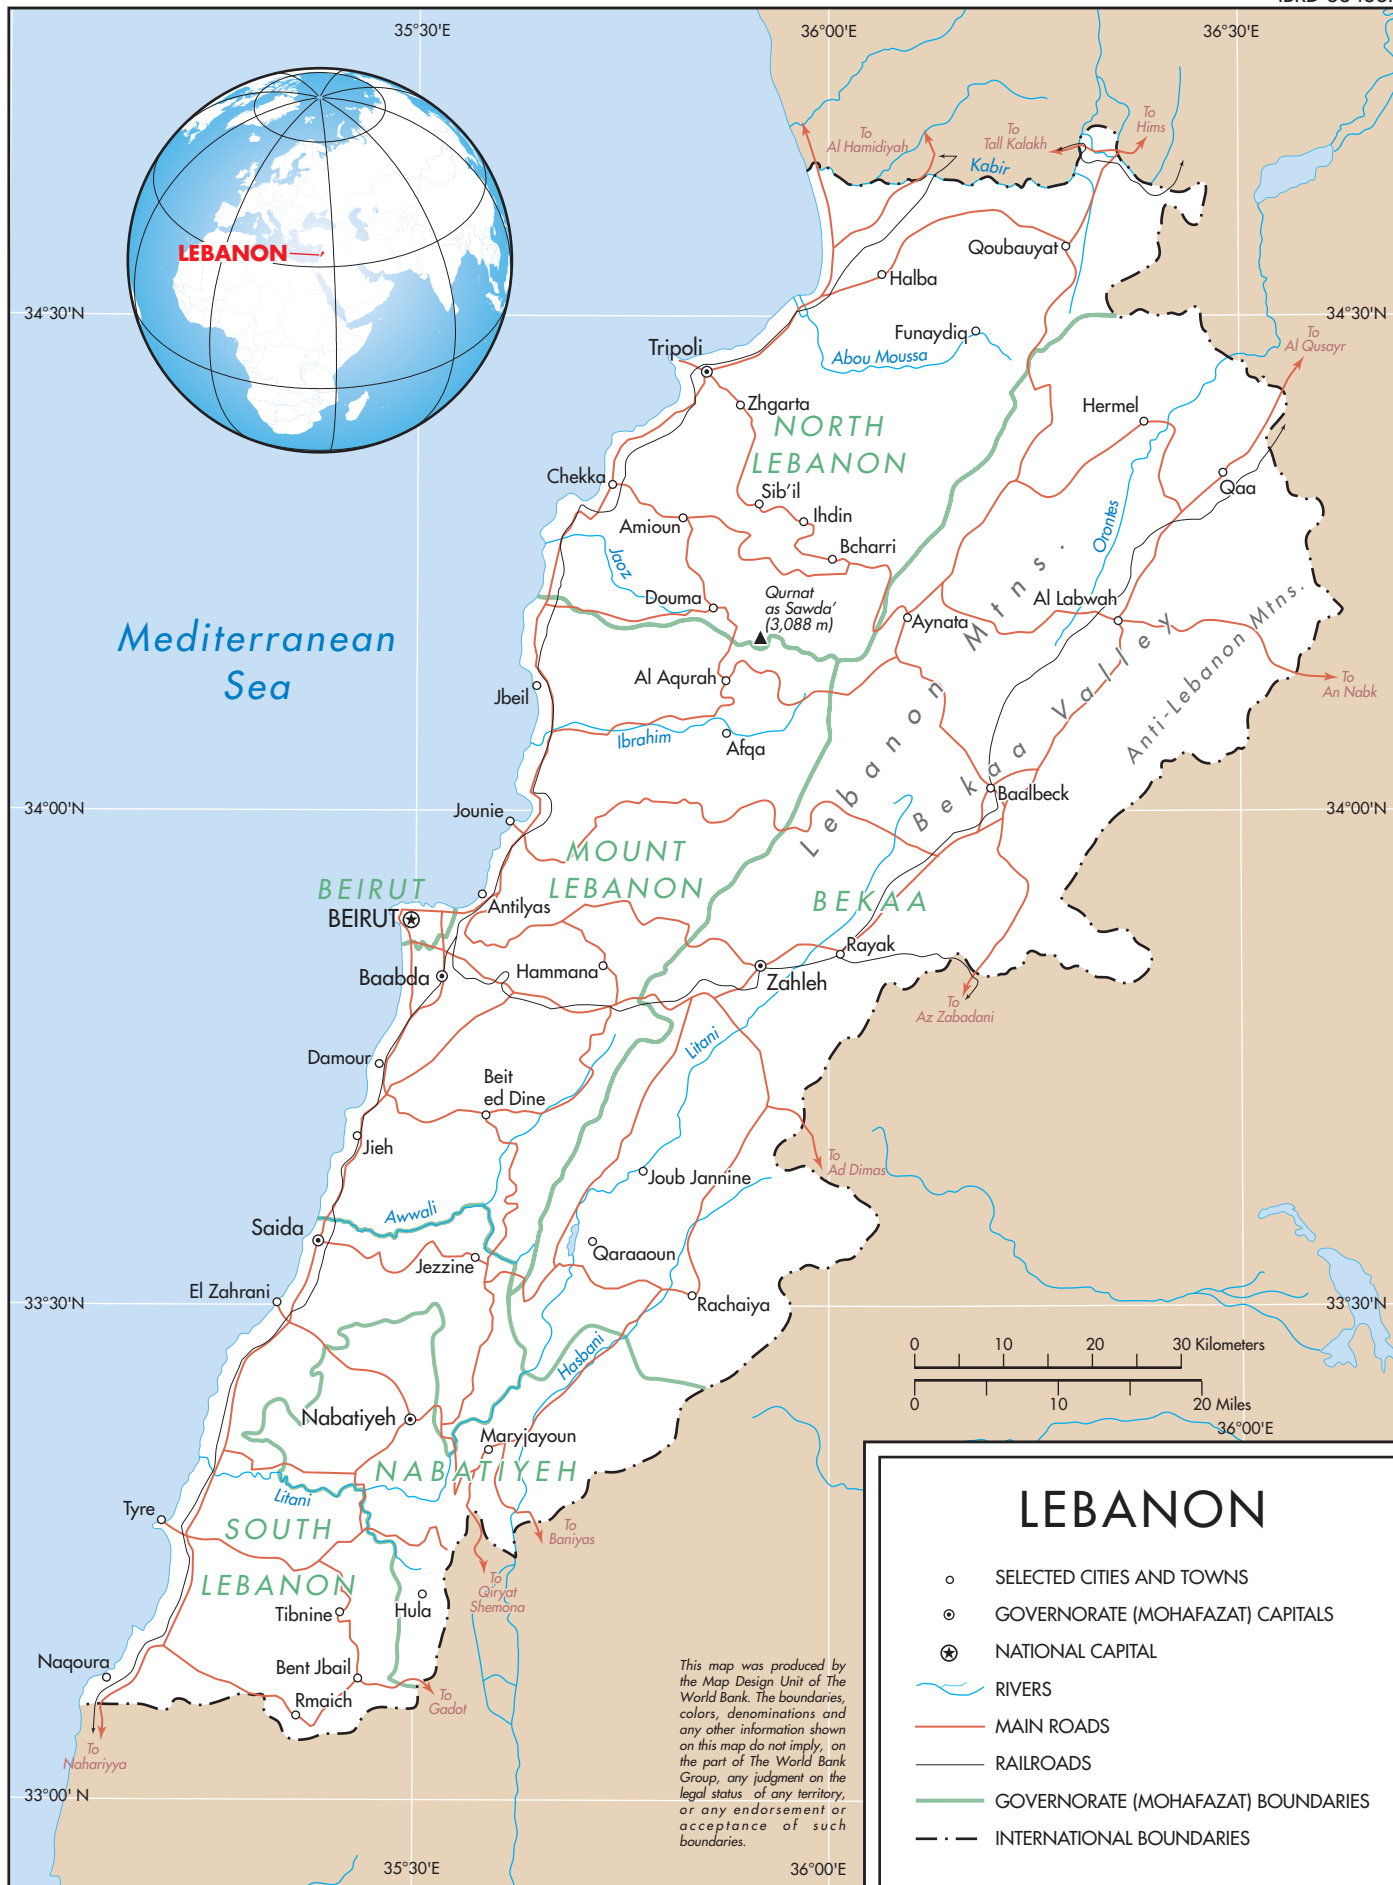 35°30'E
36°00'E
36°30'E
To
Al Hamidiyah
To
Tall Kalakh
To
Hims
Kabir
LEBANON
Qoubauyat
Halba
34°30'N
34°30'N
Funaydiq
To
Al Qusayr
Tripoli
Abou Moussa
Zhgarta
Hermel
NORTH
LEBANON
Chekka
Sib'il
Qaa
Amioun
Ihdin
Orontes
Bcharri
Jaoz
Douma
Qurnat
as Sawda'
(3,088 m)
Al Labwah
Aynata
Mediterranean
Sea
Lebanon Mtns.
Bekaa Valley
Anti-Lebanon Mtns.
Al Aqurah
To
An Nabk
Jbeil
Ibrahim
Afqa
Baalbeck
34°00'N
34°00'N
Jounie
MOUNT
LEBANON
BEIRUT
BEKAA
Antilyas
BEIRUT
Rayak
Baabda
Hammana
Zahleh
To
Az Zabadani
Litani
Damour
Beit
ed Dine
Jieh
To
Ad Dimas
Joub Jannine
Awwali
Saida
Qaraaoun
Jezzine
El Zahrani
Rachaiya
33°30'N
33°30'N
Hasbani
0 10 20 30 Kilometers
0 10 20 Miles
36°00'E
Nabatiyeh
Maryjayoun
NABATIYEH
Litani
Tyre
SOUTH
LEBANON
To
Baniyas
To
Qiryat
Shemona
Tibnine
Hula
Naqoura
Bent Jbail
Rmaich
To
Gadot
To
Nahariyya
33°00' N
35°30'E
36°00'E
This map was produced by
the Map Design Unit of The
World Bank. The boundaries,
colors, denominations and
any other information shown
on this map do not imply, on
the part of The World Bank
Group, any judgment on the
legal status of any territory,
or any endorsement or
acceptance of such
boundaries.
LEBANON
SELECTED CITIES AND TOWNS
GOVERNORATE (MOHAFAZAT) CAPITALS
NATIONAL CAPITAL
RIVERS
MAIN ROADS
RAILROADS
GOVERNORATE (MOHAFAZAT) BOUNDARIES
INTERNATIONAL BOUNDARIES